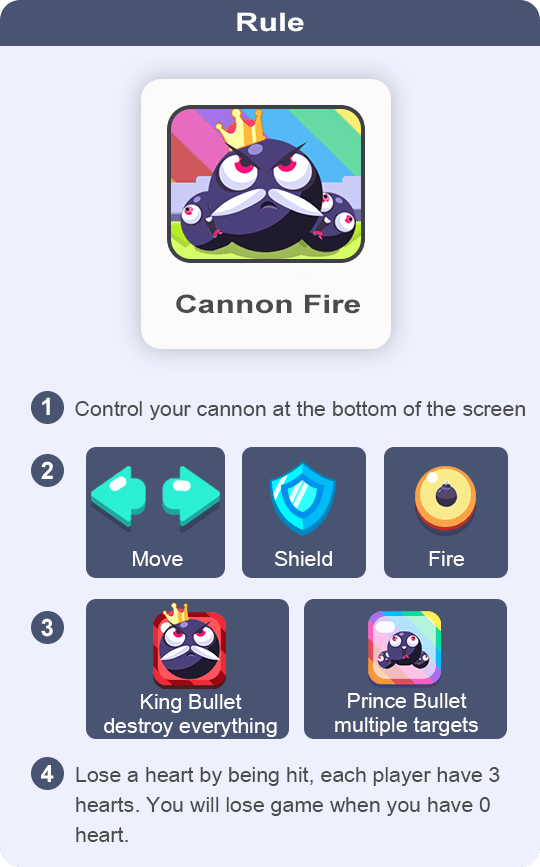 Rule
Cannon Fire
1 Control your cannon at the bottom of the screen
2
Move
Shield
Fire
3
King Bullet
destroy everything
Prince Bullet
multiple targets
4 Lose a heart by being hit, each player have 3
hearts. You will lose game when you have 0
heart.